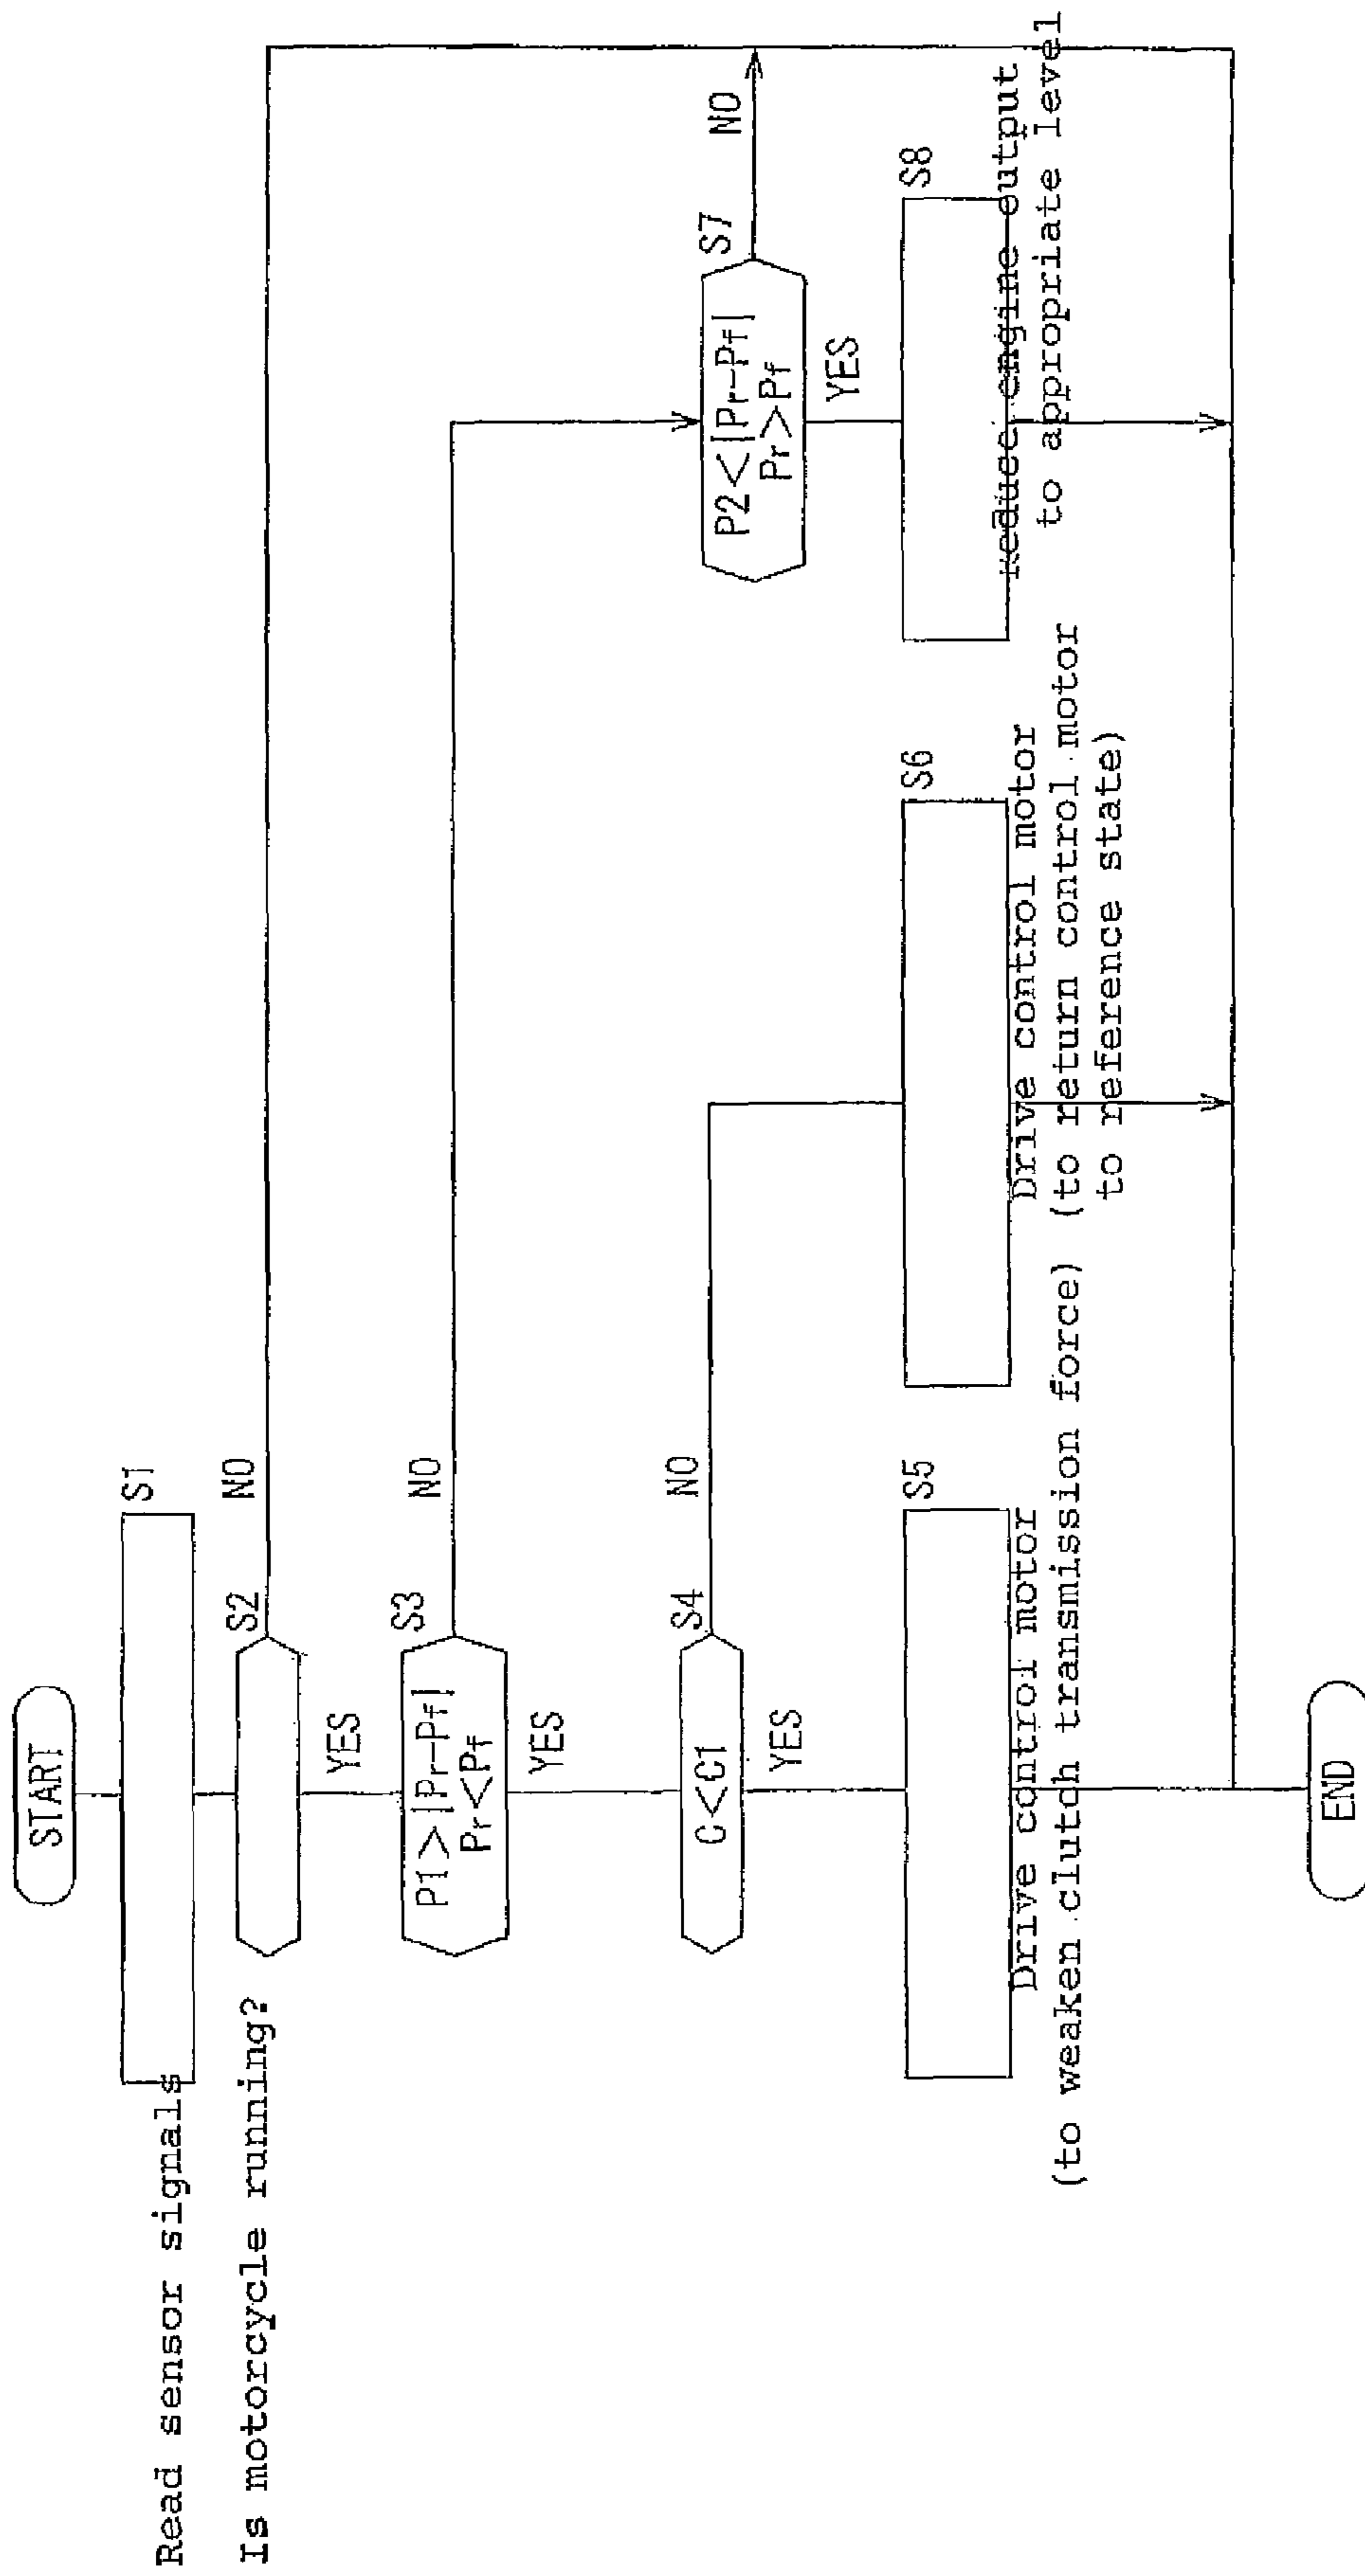 START
S1
Read sensor signals
S2
NO
Is motorcycle running?
YES
S3
NO
P1>|Pr-Pf|
Pr<Pf
YES
S4
NO
C<C1
YES
S5
Drive control motor
(to weaken clutch transmission force)
S6
Drive control motor
(to return control motor
to reference state)
S7
NO
P2<|Pr-Pf|
Pr>Pf
YES
S8
Reduce engine output
to appropriate level
END